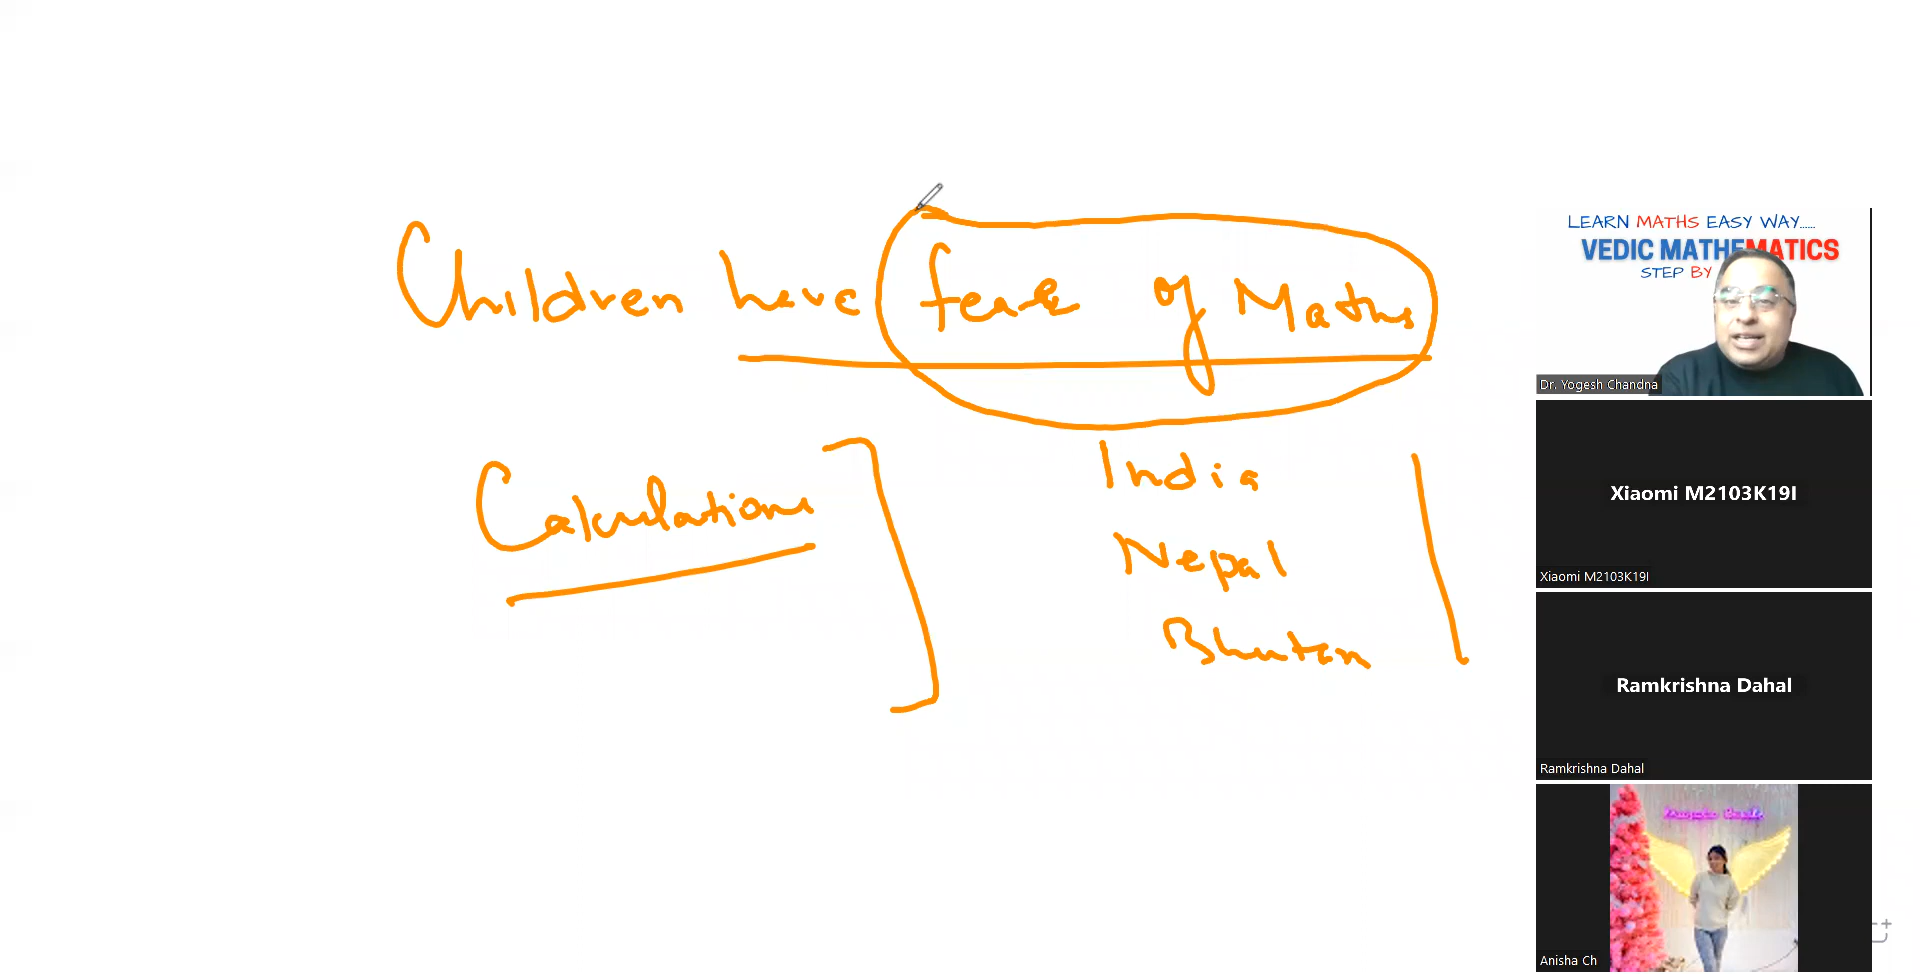 Children have fear of Maths
Calculations
India
Nepal
Bhutan
LEARN MATHS EASY WAY......
VEDIC MATHEMATICS
STEP BY
Dr. Yogesh Chandna
Xiaomi M2103K19I
Xiaomi M2103K19I
Ramkrishna Dahal
Ramkrishna Dahal
Anisha Ch